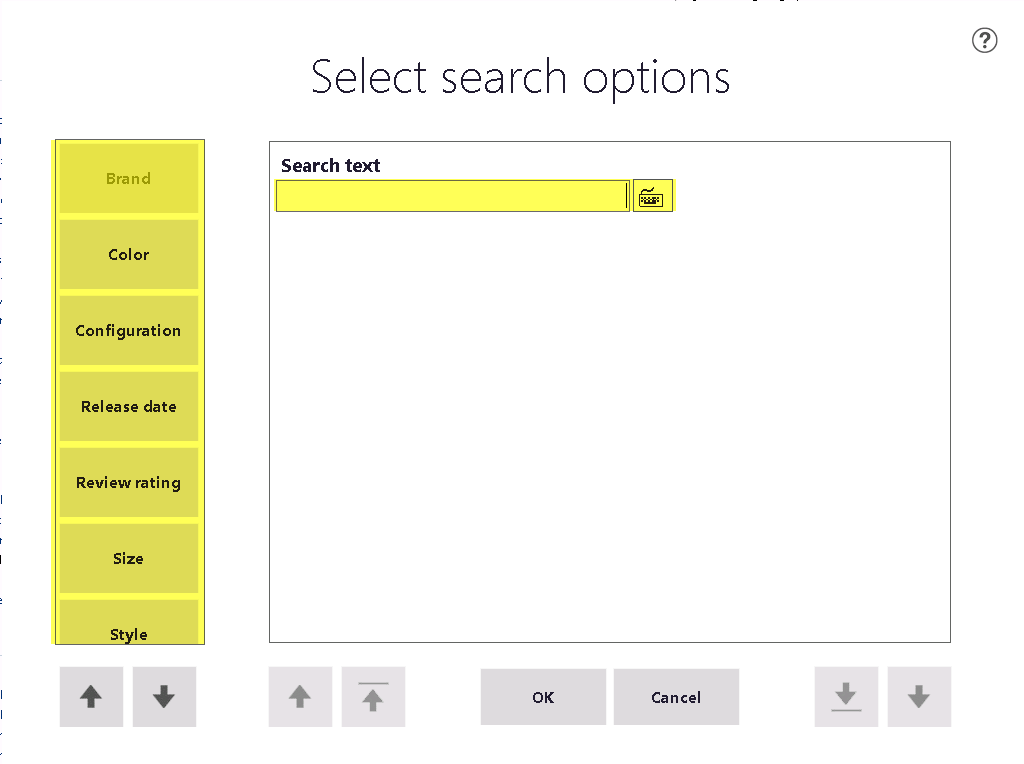 ?
Select search options
Brand
Color
Configuration
Release date
Review rating
Size
Style
Search text
OK
Cancel